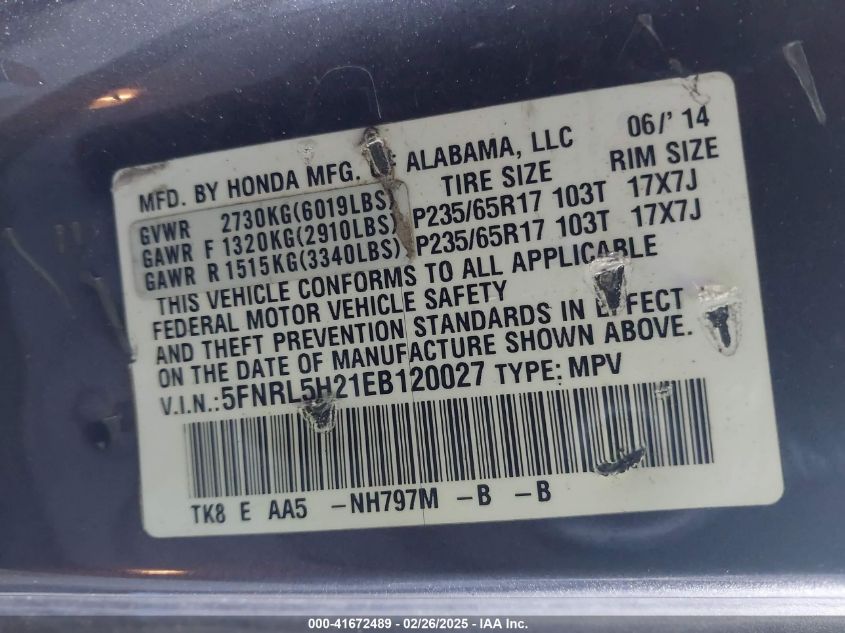 MFD. BY HONDA MFG. OF ALABAMA, LLC 06/' 14
TIRE SIZE RIM SIZE
GVWR 2730KG(6019LBS)
GAWR F 1320KG(2910LBS) P235/65R17 103T 17X7J
GAWR R 1515KG(3340LBS) P235/65R17 103T 17X7J
THIS VEHICLE CONFORMS TO ALL APPLICABLE
FEDERAL MOTOR VEHICLE SAFETY
AND THEFT PREVENTION STANDARDS IN EFFECT
ON THE DATE OF MANUFACTURE SHOWN ABOVE.
V.I.N.:5FNRL5H21EB120027 TYPE: MPV
TK8 E AA5 -NH797M -B -B
000-41672489 - 02/26/2025 - IAA Inc.